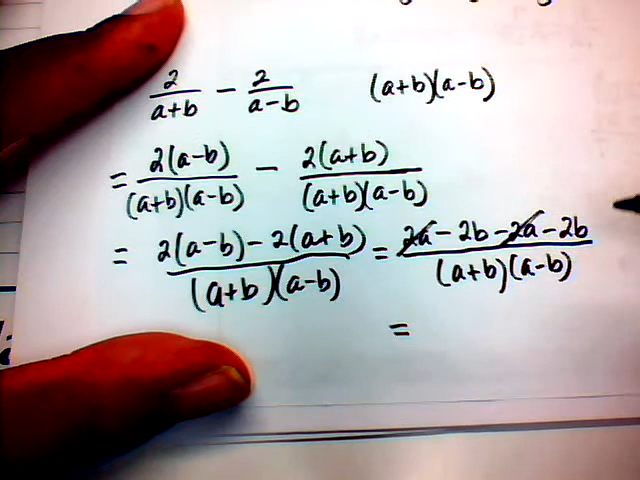 2/(a+b) - 2/(a-b) (a+b)(a-b)
= 2(a-b)/(a+b)(a-b) - 2(a+b)/(a+b)(a-b)
= 2(a-b)-2(a+b)/(a+b)(a-b) = 2a-2b-2a-2b/(a+b)(a-b)
=